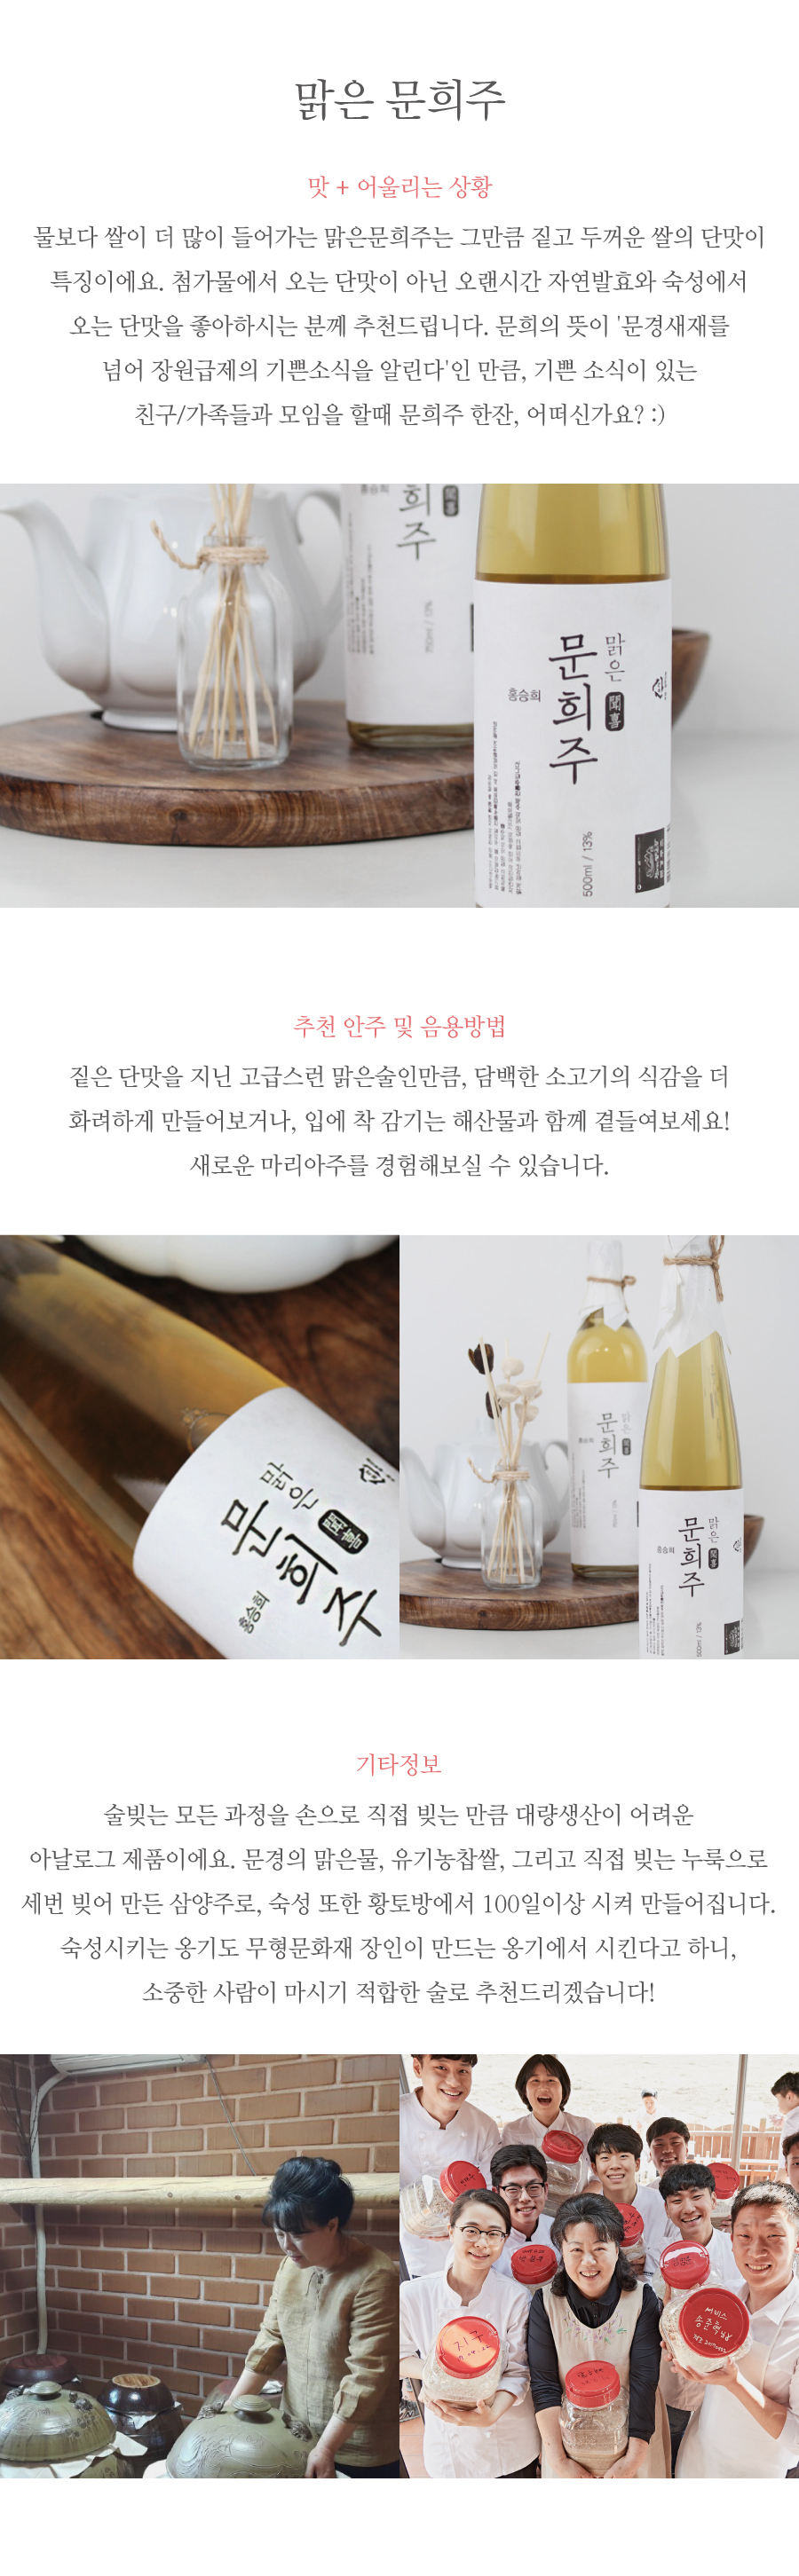 맑은 문희주
맛 + 어울리는 상황
물보다 쌀이 더 많이 들어가는 맑은문희주는 그만큼 짙고 두꺼운 쌀의 단맛이
특징이에요. 첨가물에서 오는 단맛이 아닌 오랜시간 자연발효와 숙성에서
오는 단맛을 좋아하시는 분께 추천드립니다. 문희의 뜻이 '문경새재를
넘어 장원급제의 기쁜소식을 알린다'인 만큼, 기쁜 소식이 있는
친구/가족들과 모임을 할때 문희주 한잔, 어떠신가요? :)
홍승희
희주
聞喜
750ml / 13%
맑은
문희주
聞喜
홍승희
500ml / 13%
추천 안주 및 음용방법
짙은 단맛을 지닌 고급스런 맑은술인만큼, 담백한 소고기의 식감을 더
화려하게 만들어보거나, 입에 착 감기는 해산물과 함께 곁들여보세요!
새로운 마리아주를 경험해보실 수 있습니다.
맑은
문희주
聞喜
홍승희
맑은
문희주
聞喜
홍승희
맑은
문희주
聞喜
홍승희
기타정보
술빚는 모든 과정을 손으로 직접 빚는 만큼 대량생산이 어려운
아날로그 제품이에요. 문경의 맑은물, 유기농찹쌀, 그리고 직접 빚는 누룩으로
세번 빚어 만든 삼양주로, 숙성 또한 황토방에서 100일이상 시켜 만들어집니다.
숙성시키는 옹기도 무형문화재 장인이 만드는 옹기에서 시킨다고 하니,
소중한 사람이 마시기 적합한 술로 추천드리겠습니다!
지구
써비스
송준혁